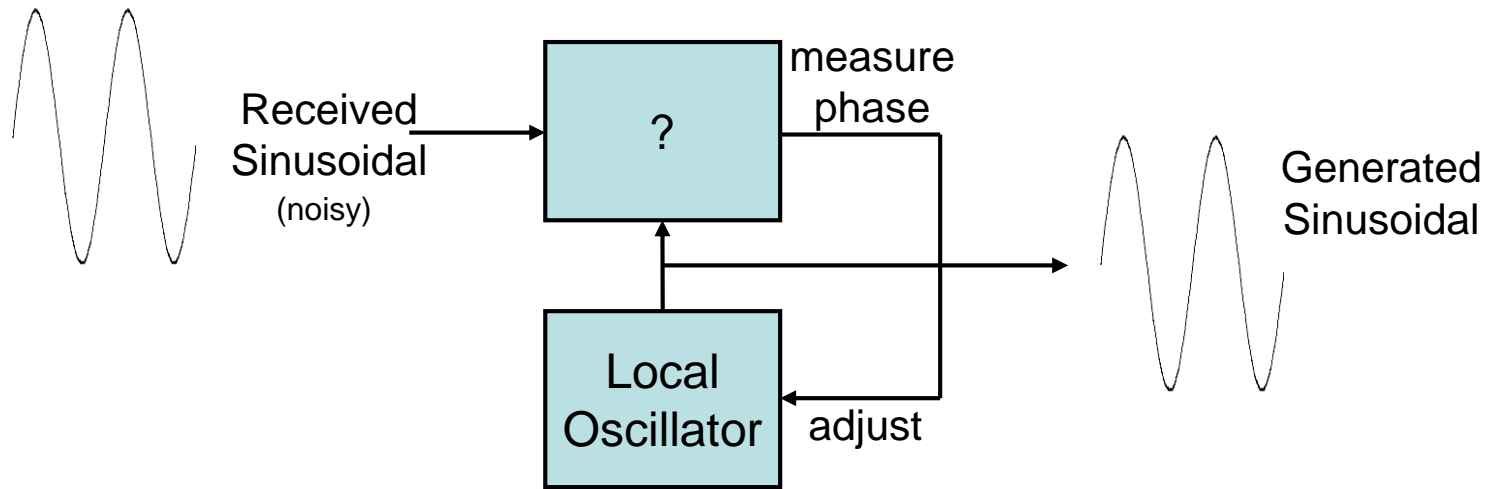 Received
Sinusoidal
(noisy)
?
measure
phase
Generated
Sinusoidal
Local
Oscillator
adjust